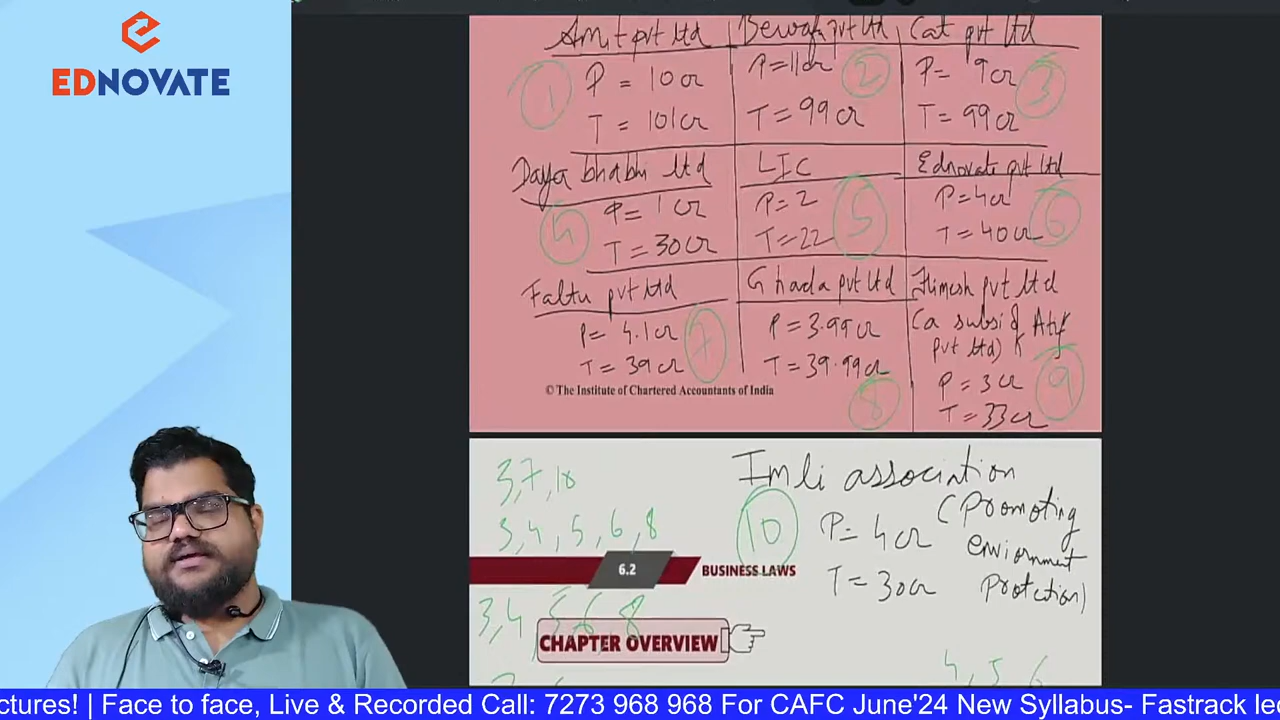 EDNOVATE
Amit pvt ltd
P = 10 cr
T = 101 cr
1
Bewafa pvt ltd
P = 11 cr
2
T = 99 cr
Cat pvt ltd
P = 9 cr
3
T = 99 cr
Daya bhabhi ltd
P = 1 cr
T = 30 cr
LIC
P = 2
5
T = 22
Ednovate pvt ltd
P = 4 cr
6
T = 40 cr
Faltu pvt ltd
P = 4.1 cr
7
T = 39 cr
Ghada pvt ltd
P = 3.99 cr
T = 39.99 cr
8
Himesh pvt ltd
(a subsi of
pvt ltd)
P = 3 cr
9
T = 33 cr
© The Institute of Chartered Accountants of India
3,7,10
3,4,5,6,8
Imli association
(Promoting
enviornment
Protection)
10
P = 4 cr
T = 30 cr
6.2
BUSINESS LAWS
3,4,5,6,8
CHAPTER OVERVIEW
4,5,6
ctures! | Face to face, Live & Recorded Call: 7273 968 968 For CAFC June'24 New Syllabus- Fastrack lec